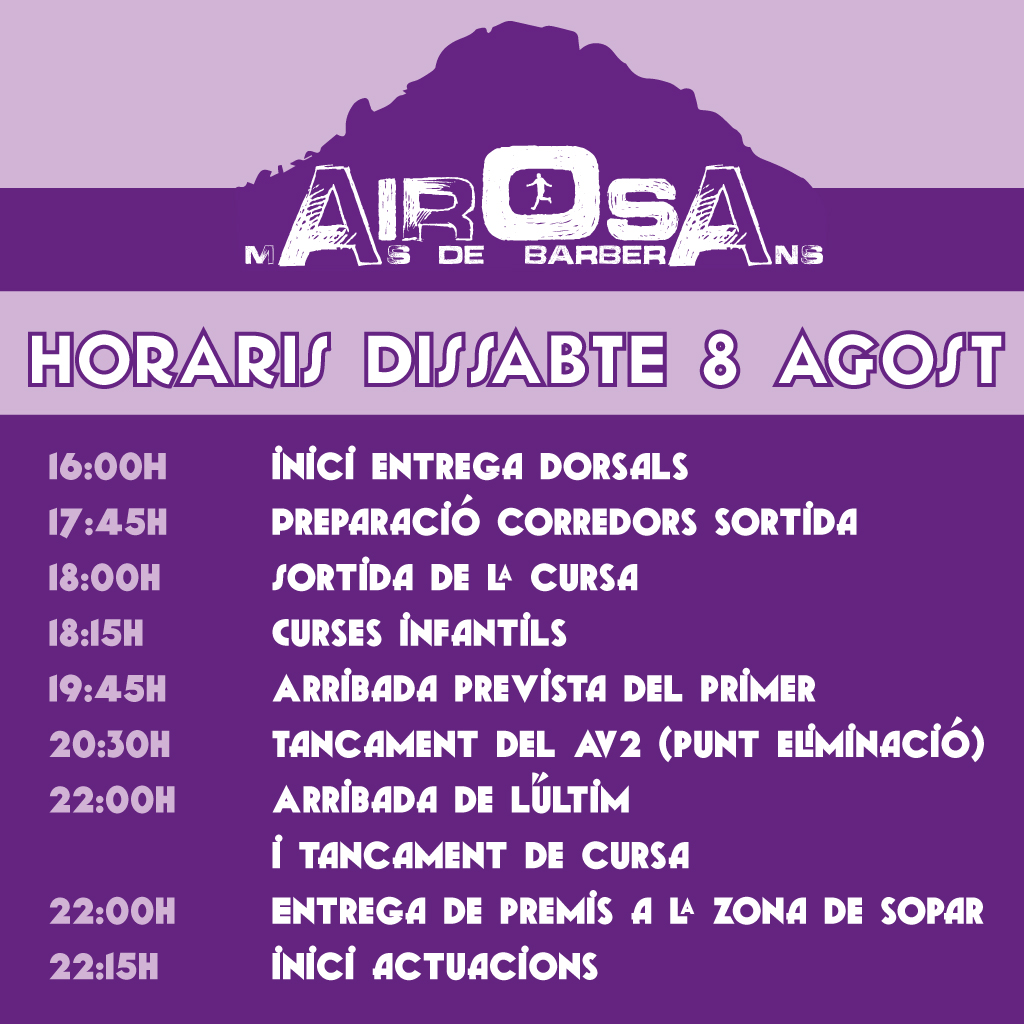 AIROSA
MAS DE BARBERANS
HORARIS DISSABTE 8 AGOST
16:00H INICI ENTREGA DORSALS
17:45H PREPARACIÓ CORREDORS SORTIDA
18:00H SORTIDA DE LA CURSA
18:15H CURSES INFANTILS
19:45H ARRIBADA PREVISTA DEL PRIMER
20:30H TANCAMENT DEL AV2 (PUNT ELIMINACIÓ)
22:00H ARRIBADA DE L'ÚLTIM
I TANCAMENT DE CURSA
22:00H ENTREGA DE PREMIS A LA ZONA DE SOPAR
22:15H INICI ACTUACIONS